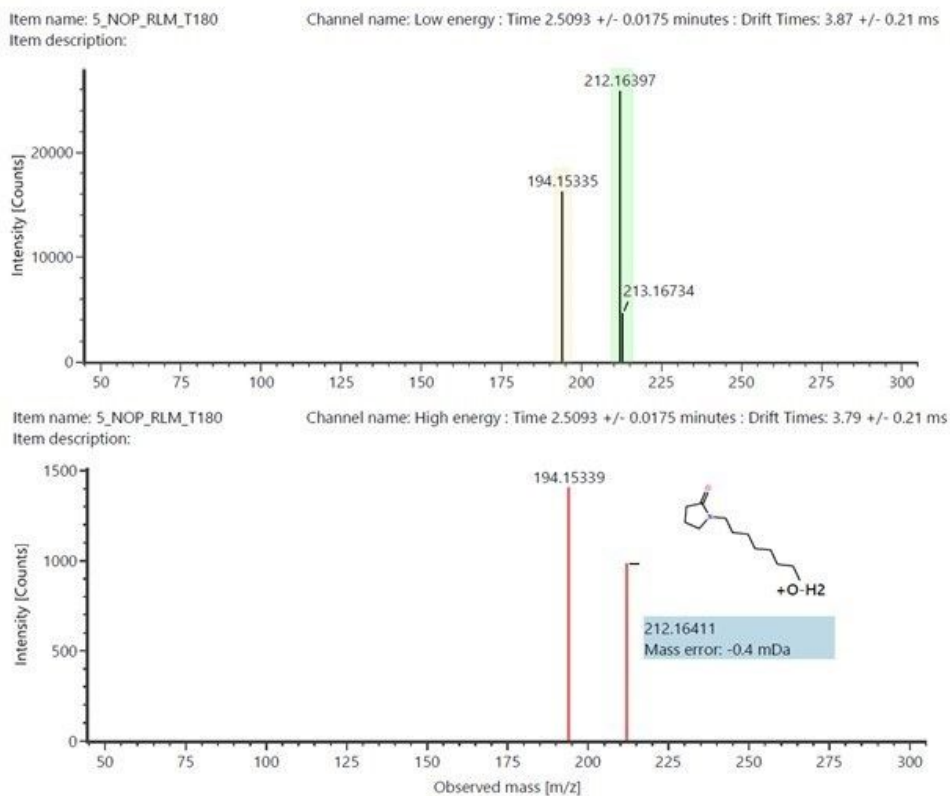 Item name: 5_NOP_RLM_T180 Channel name: Low energy : Time 2.5093 +/- 0.0175 minutes : Drift Times: 3.87 +/- 0.21 ms
Item description:
212.16397
20000
194.15335
Intensity [Counts]
10000
213.16734
0
50 75 100 125 150 175 200 225 250 275 300
Item name: 5_NOP_RLM_T180 Channel name: High energy : Time 2.5093 +/- 0.0175 minutes : Drift Times: 3.79 +/- 0.21 ms
Item description:
1500
194.15339
O
N
1000
+O-H2
Intensity [Counts]
212.16411
Mass error: -0.4 mDa
500
0
50 75 100 125 150 175 200 225 250 275 300
Observed mass [m/z]